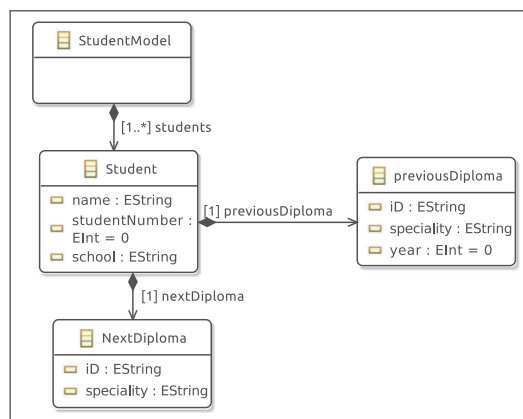 StudentModel
[1..*] students
Student
name : EString
studentNumber :
EInt = 0
school : EString
[1] previousDiploma
previousDiploma
iD : EString
speciality : EString
year : EInt = 0
[1] nextDiploma
NextDiploma
iD : EString
speciality : EString